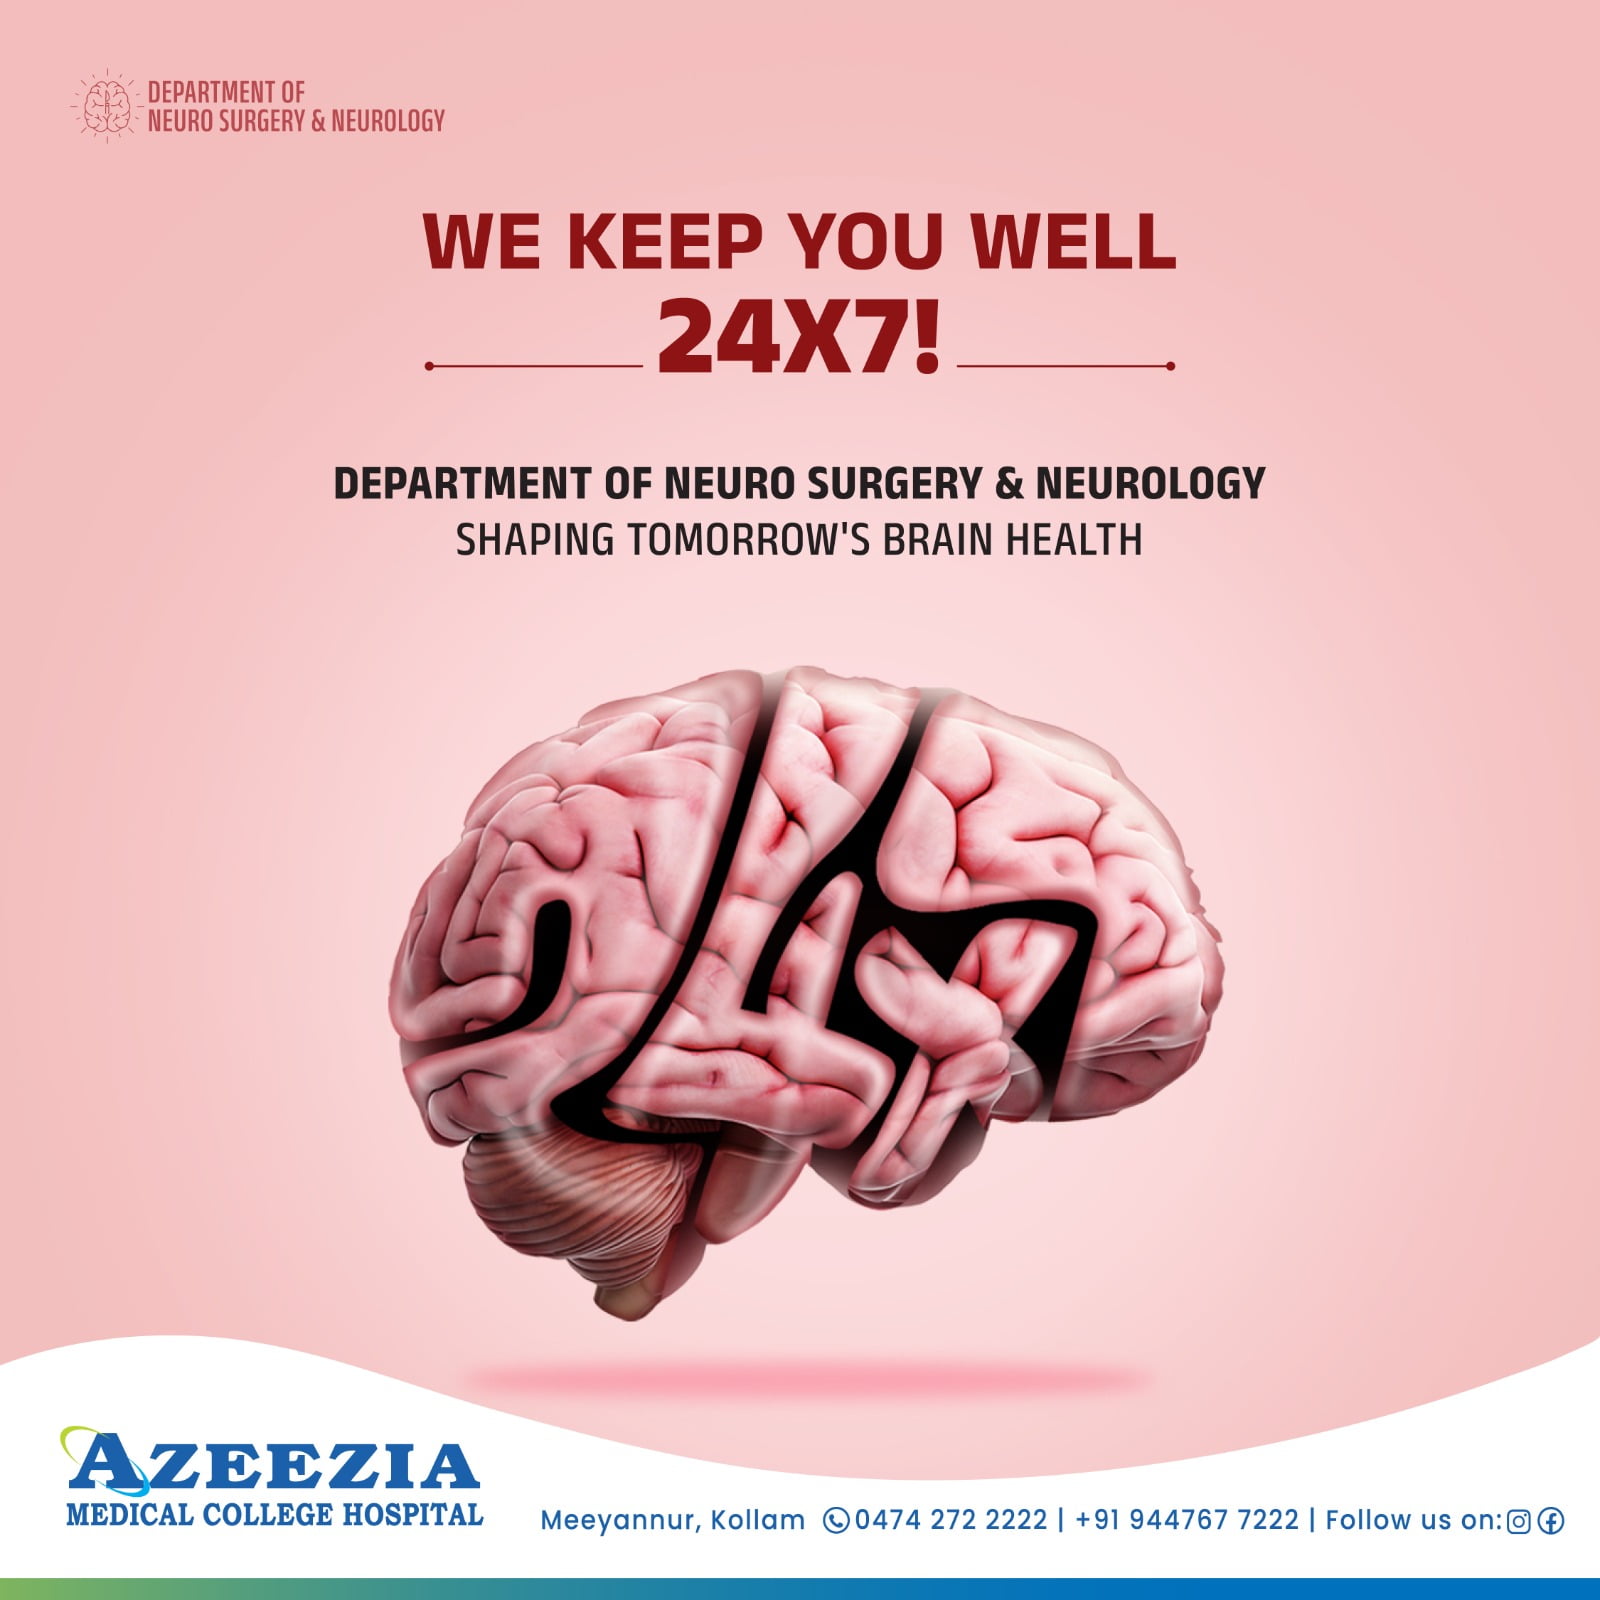 DEPARTMENT OF
NEURO SURGERY & NEUROLOGY
WE KEEP YOU WELL
24X7!
DEPARTMENT OF NEURO SURGERY & NEUROLOGY
SHAPING TOMORROW'S BRAIN HEALTH
24x7
AZEEZIA
MEDICAL COLLEGE HOSPITAL
Meeyannur, Kollam 0474 272 2222 | +91 944767 7222 | Follow us on: